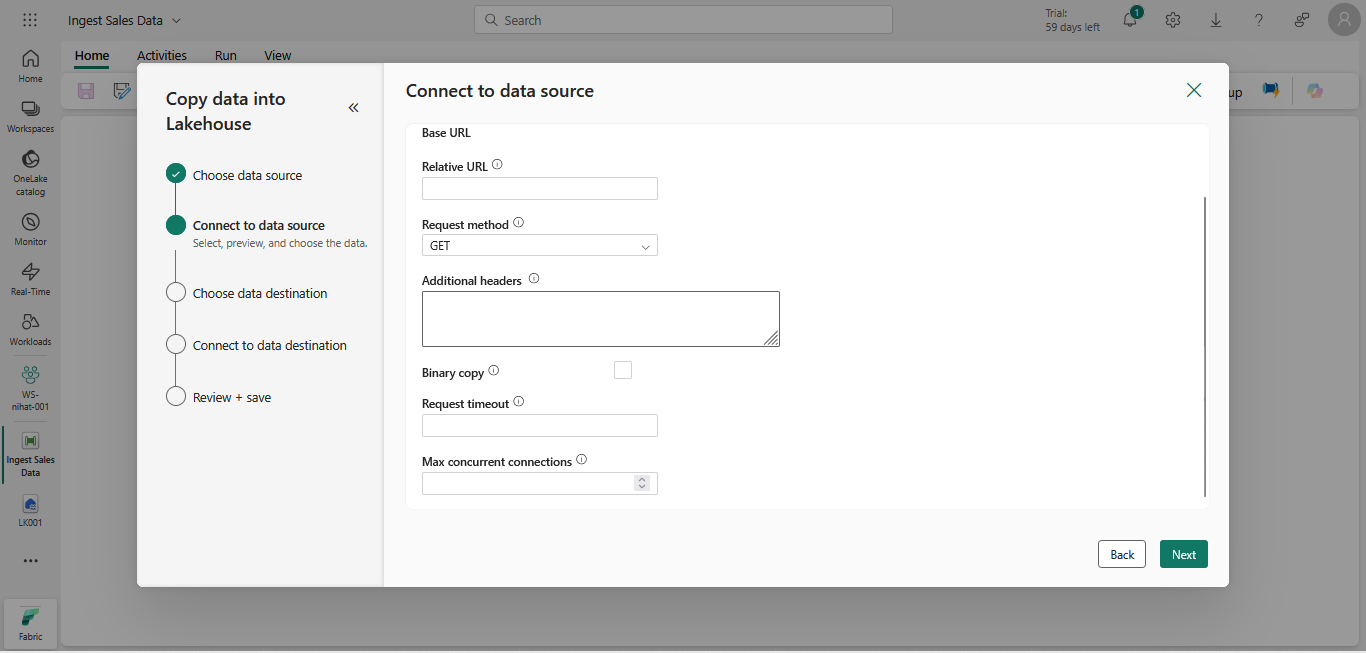 Ingest Sales Data
Search
Trial:
59 days left
1
Home
Activities
Run
View
up
Home
Workspaces
OneLake
catalog
Monitor
Real-Time
Workloads
WS-
nihat-001
Ingest Sales
Data
LK001
Fabric
Copy data into
Lakehouse
Choose data source
Connect to data source
Select, preview, and choose the data.
Choose data destination
Connect to data destination
Review + save
Connect to data source
Base URL
Relative URL
Request method
GET
Additional headers
Binary copy
Request timeout
Max concurrent connections
Back
Next